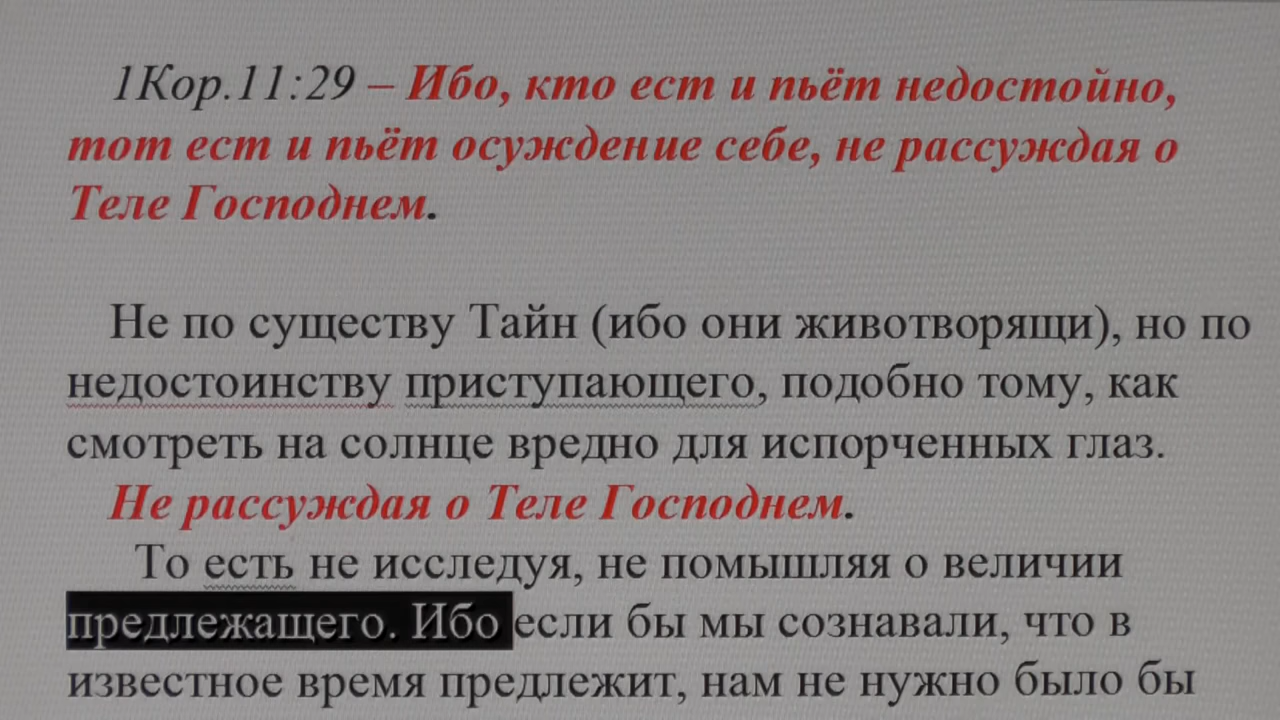 1Кор.11:29 – Ибо, кто ест и пьёт недостойно,
тот ест и пьёт осуждение себе, не рассуждая о
Теле Господнем.
Не по существу Тайн (ибо они животворящи), но по
недостоинству приступающего, подобно тому, как
смотреть на солнце вредно для испорченных глаз.
Не рассуждая о Теле Господнем.
То есть не исследуя, не помышляя о величии
предлежащего. Ибо если бы мы сознавали, что в
известное время предлежит, нам не нужно было бы